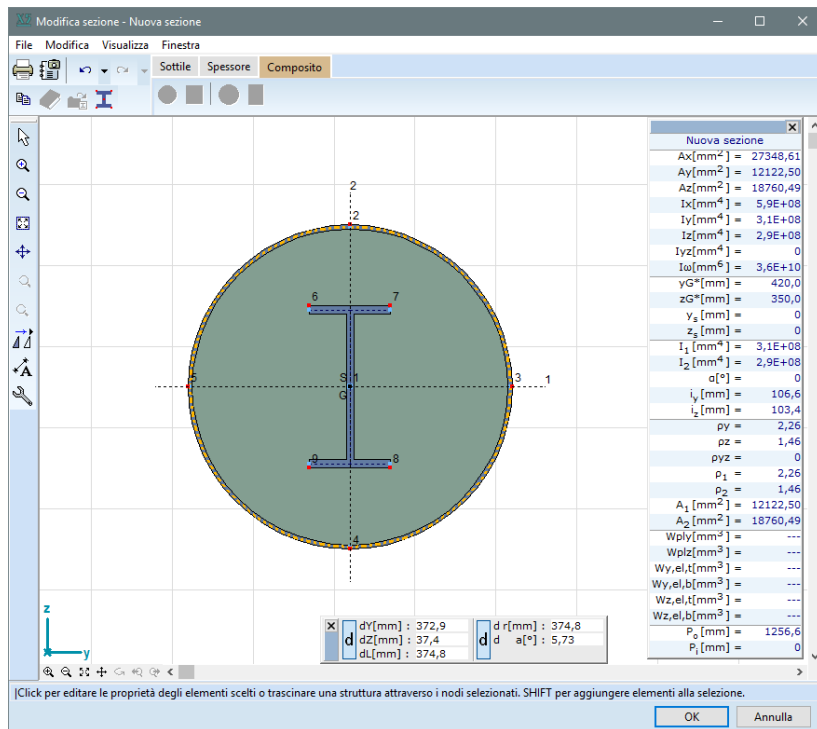 Modifica sezione - Nuova sezione
File Modifica Visualizza Finestra
Sottile Spessore Composito
Nuova sezione
Ax[mm²] = 27348,61
Ay[mm²] = 12122,50
Az[mm²] = 18760,49
Ix[mm⁴] = 5,9E+08
Iy[mm⁴] = 3,1E+08
Iz[mm⁴] = 2,9E+08
Iyz[mm⁴] = 0
Iω[mm⁶] = 3,6E+10
yG*[mm] = 420,0
zG*[mm] = 350,0
y_s [mm] = 0
z_s [mm] = 0
I₁ [mm⁴] = 3,1E+08
I₂ [mm⁴] = 2,9E+08
α[°] = 0
i_y [mm] = 106,6
i_z [mm] = 103,4
ρy = 2,26
ρz = 1,46
ρyz = 0
ρ₁ = 2,26
ρ₂ = 1,46
A₁ [mm²] = 12122,50
A₂ [mm²] = 18760,49
Wply[mm³] = ---
Wplz[mm³] = ---
Wy,el,t[mm³] = ---
Wy,el,b[mm³] = ---
Wz,el,t[mm³] = ---
Wz,el,b[mm³] = ---
P_o [mm] = 1256,6
P_i [mm] = 0
2
2
6 7
5 S 1 3 1
G
9 8
4
z
y
d dY[mm] : 372,9
dZ[mm] : 37,4
dL[mm] : 374,8
d d r[mm] : 374,8
d a[°] : 5,73
|Click per editare le proprietà degli elementi scelti o trascinare una struttura attraverso i nodi selezionati. SHIFT per aggiungere elementi alla selezione.
OK Annulla